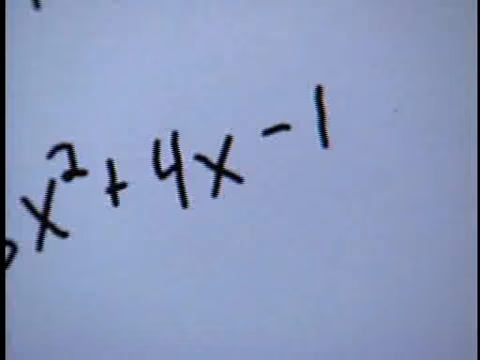 x² + 4x - 1